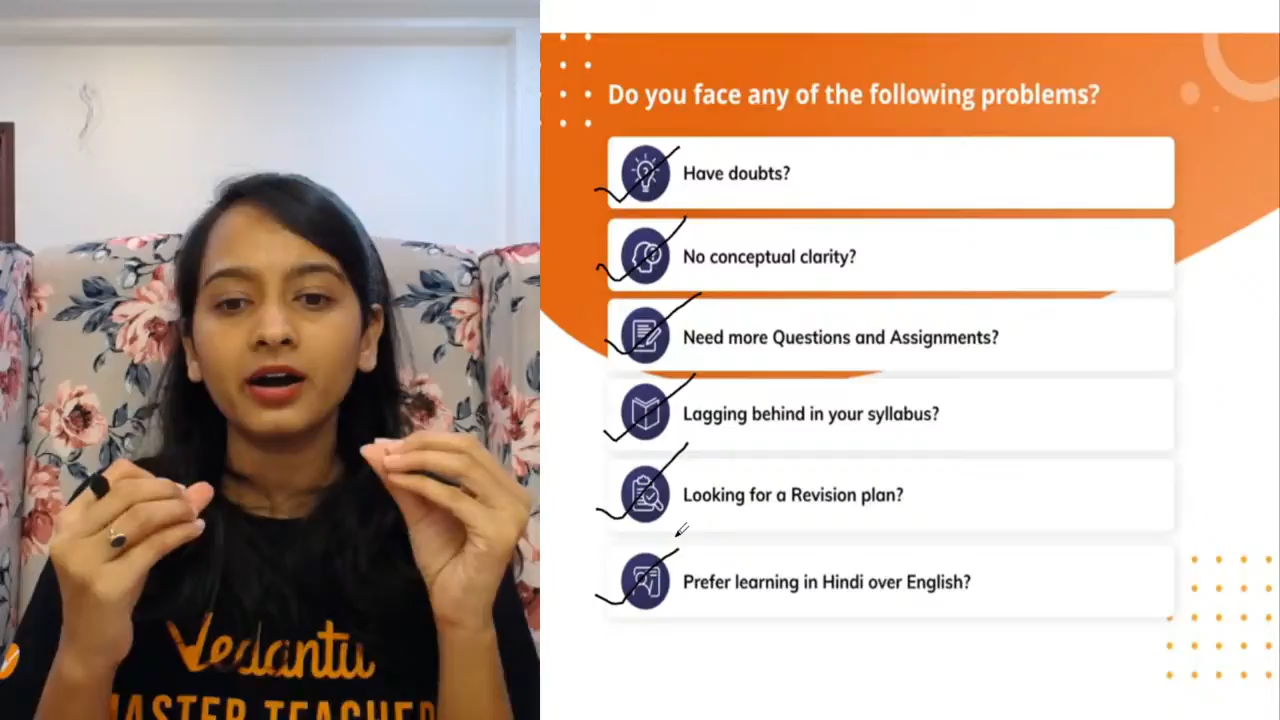 Do you face any of the following problems?
Have doubts?
No conceptual clarity?
Need more Questions and Assignments?
Lagging behind in your syllabus?
Looking for a Revision plan?
Prefer learning in Hindi over English?
Vedantu
MASTER TEACHER